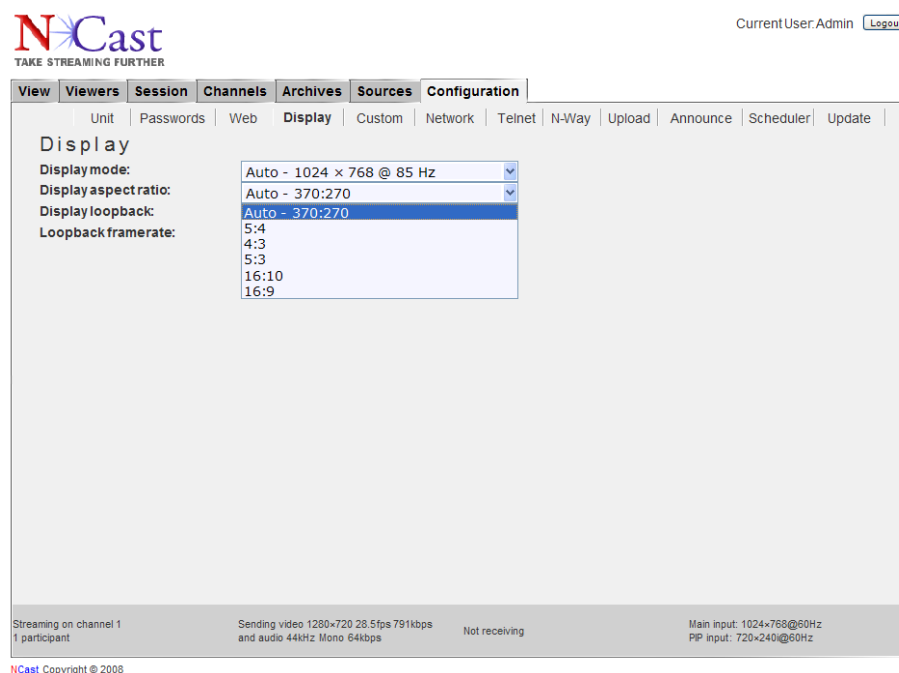 NCast
TAKE STREAMING FURTHER
Current User: Admin Logou
View Viewers Session Channels Archives Sources Configuration
Unit Passwords Web Display Custom Network Telnet N-Way Upload Announce Scheduler Update
Display
Display mode: Auto - 1024 × 768 @ 85 Hz
Display aspect ratio: Auto - 370:270
Display loopback: Auto - 370:270
5:4
Loopback framerate:
4:3
5:3
16:10
16:9
Streaming on channel 1
1 participant
Sending video 1280×720 28.5fps 791kbps
and audio 44kHz Mono 64kbps
Not receiving
Main input: 1024×768@60Hz
PIP input: 720×240i@60Hz
NCast Copyright © 2008